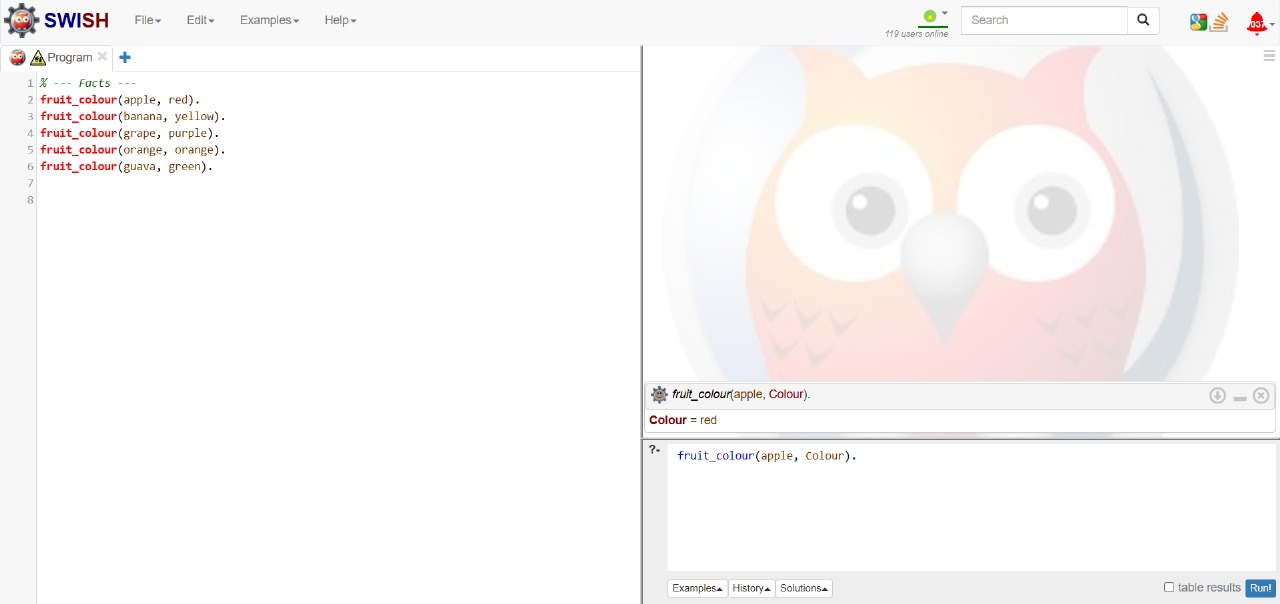 SWISH File Edit Examples Help
119 users online
Search
Program
1 % --- Facts ---
2 fruit_colour(apple, red).
3 fruit_colour(banana, yellow).
4 fruit_colour(grape, purple).
5 fruit_colour(orange, orange).
6 fruit_colour(guava, green).
7
8
fruit_colour(apple, Colour).
Colour = red
?- fruit_colour(apple, Colour).
Examples History Solutions
table results Run!